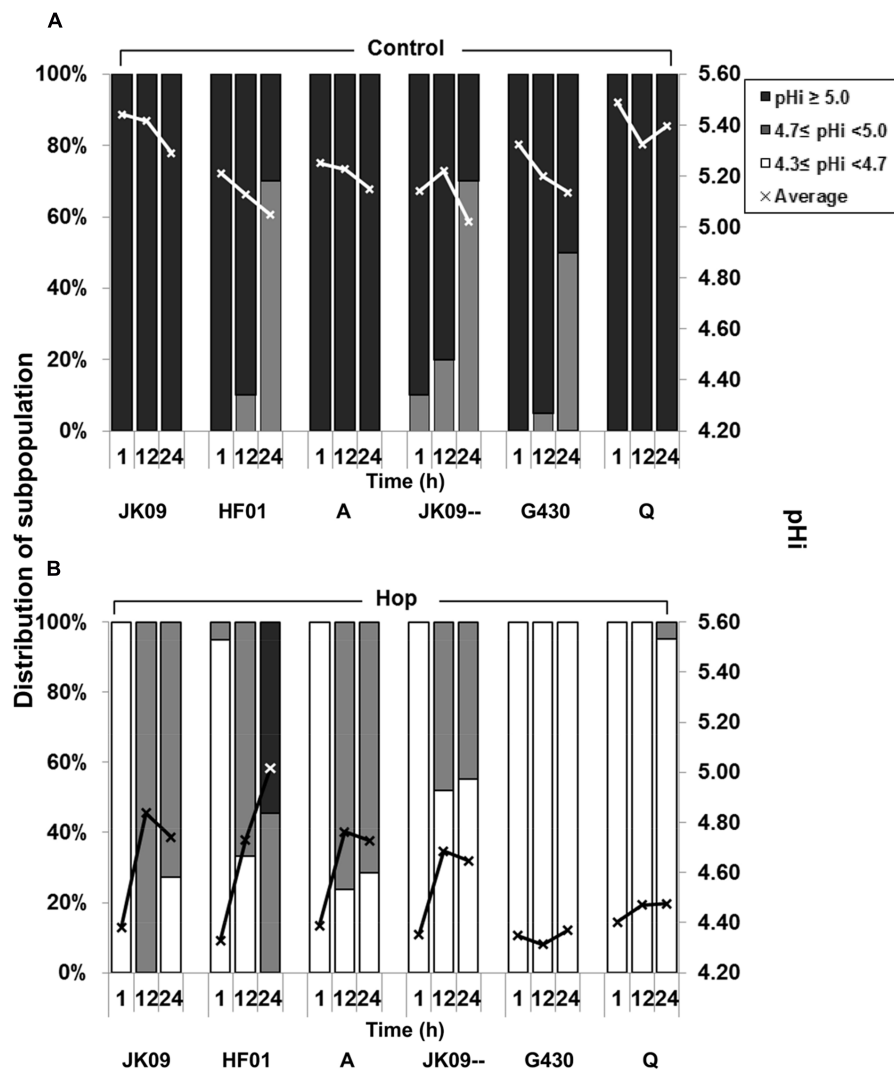 A
Control
100%
80%
60%
40%
20%
0%
5.60
5.40
5.20
5.00
4.80
4.60
4.40
4.20
pHi ≥ 5.0
4.7≤ pHi <5.0
4.3≤ pHi <4.7
Average
1 12 24 1 12 24 1 12 24 1 12 24 1 12 24 1 12 24
Time (h)
JK09 HF01 A JK09-- G430 Q
Distribution of subpopulation
pHi
B
Hop
100%
80%
60%
40%
20%
0%
5.60
5.40
5.20
5.00
4.80
4.60
4.40
4.20
1 12 24 1 12 24 1 12 24 1 12 24 1 12 24 1 12 24
Time (h)
JK09 HF01 A JK09-- G430 Q